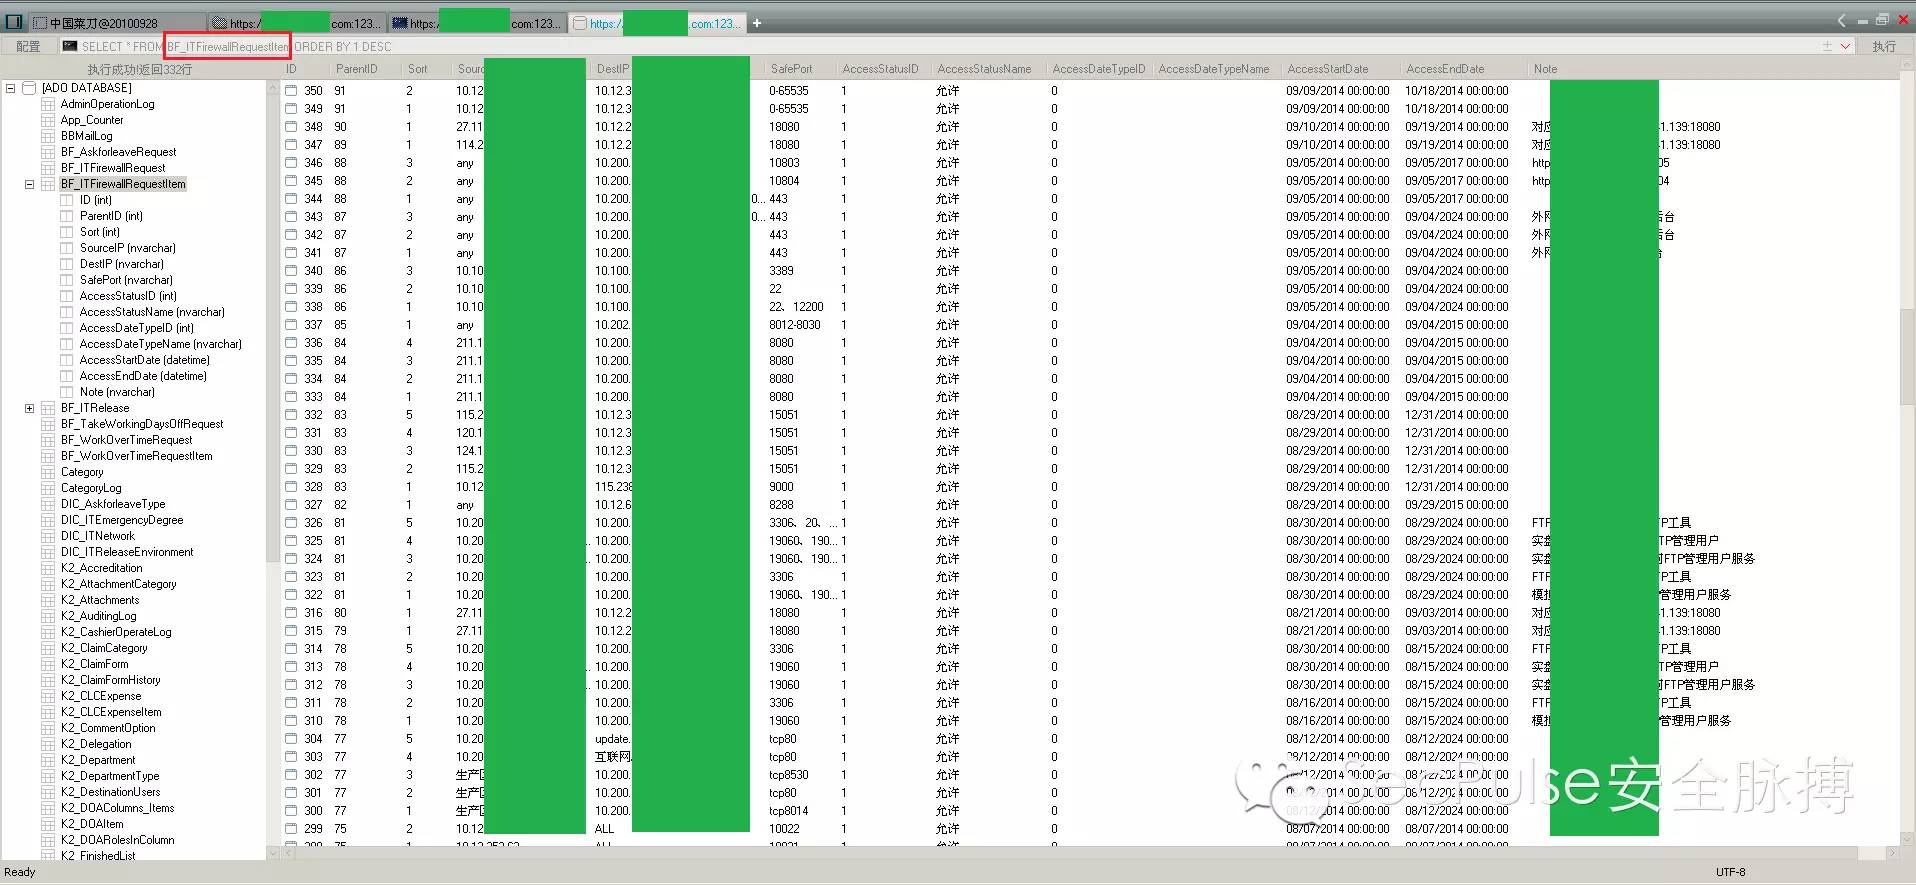 中国菜刀@20100928
https:/ com:123...
https: com:123...
https:/ .com:123...
配置
SELECT * FROM BF_ITFirewallRequestItem ORDER BY 1 DESC
执行
执行成功!返回332行
[ADO DATABASE]
AdminOperationLog
App_Counter
BBMailLog
BF_AskforleaveRequest
BF_ITFirewallRequest
BF_ITFirewallRequestItem
ID (int)
ParentID (int)
Sort (int)
SourceIP (nvarchar)
DestIP (nvarchar)
SafePort (nvarchar)
AccessStatusID (int)
AccessStatusName (nvarchar)
AccessDateTypeID (int)
AccessDateTypeName (nvarchar)
AccessStartDate (datetime)
AccessEndDate (datetime)
Note (nvarchar)
BF_ITRelease
BF_TakeWorkingDaysOffRequest
BF_WorkOverTimeRequest
BF_WorkOverTimeRequestItem
Category
CategoryLog
DIC_AskforleaveType
DIC_ITEmergencyDegree
DIC_ITNetwork
DIC_ITReleaseEnvironment
K2_Accreditation
K2_AttachmentCategory
K2_Attachments
K2_AuditingLog
K2_CashierOperateLog
K2_ClaimCategory
K2_ClaimForm
K2_ClaimFormHistory
K2_CLCExpense
K2_CLCExpenseItem
K2_CommentOption
K2_Delegation
K2_Department
K2_DepartmentType
K2_DestinationUsers
K2_DOAColumns_Items
K2_DOAItem
K2_DOARolesInColumn
K2_FinishedList
ID ParentID Sort Sourc DestIP SafePort AccessStatusID AccessStatusName AccessDateTypeID AccessDateTypeName AccessStartDate AccessEndDate Note
350 91 2 10.12 10.12.3 0-65535 1 允许 0 09/09/2014 00:00:00 10/18/2014 00:00:00
349 91 1 10.12 10.12.3 0-65535 1 允许 0 09/09/2014 00:00:00 10/18/2014 00:00:00
348 90 1 27.11 10.12.2 18080 1 允许 0 09/10/2014 00:00:00 09/19/2014 00:00:00 对应 1.139:18080
347 89 1 114.2 10.12.2 18080 1 允许 0 09/10/2014 00:00:00 09/19/2014 00:00:00 对应 1.139:18080
346 88 3 any 10.200. 10803 1 允许 0 09/05/2014 00:00:00 09/05/2017 00:00:00 http 05
345 88 2 any 10.200. 10804 1 允许 0 09/05/2014 00:00:00 09/05/2017 00:00:00 http 04
344 88 1 any 10.200. 0... 443 1 允许 0 09/05/2014 00:00:00 09/05/2017 00:00:00
343 87 3 any 10.200. 0... 443 1 允许 0 09/05/2014 00:00:00 09/04/2024 00:00:00 外网 后台
342 87 2 any 10.200. 443 1 允许 0 09/05/2014 00:00:00 09/04/2024 00:00:00 外网 后台
341 87 1 any 10.200. 443 1 允许 0 09/05/2014 00:00:00 09/04/2024 00:00:00 外网
340 86 3 10.10 10.100. 3389 1 允许 0 09/05/2014 00:00:00 09/04/2024 00:00:00
339 86 2 10.10 10.100. 22 1 允许 0 09/05/2014 00:00:00 09/04/2024 00:00:00
338 86 1 10.10 10.100. 22、12200 1 允许 0 09/05/2014 00:00:00 09/04/2024 00:00:00
337 85 1 any 10.202. 8012-8030 1 允许 0 09/04/2014 00:00:00 09/04/2015 00:00:00
336 84 4 211.1 10.200. 8080 1 允许 0 09/04/2014 00:00:00 09/04/2015 00:00:00
335 84 3 211.1 10.200. 8080 1 允许 0 09/04/2014 00:00:00 09/04/2015 00:00:00
334 84 2 211.1 10.200. 8080 1 允许 0 09/04/2014 00:00:00 09/04/2015 00:00:00
333 84 1 211.1 10.200. 8080 1 允许 0 09/04/2014 00:00:00 09/04/2015 00:00:00
332 83 5 115.2 10.12.3 15051 1 允许 0 08/29/2014 00:00:00 12/31/2014 00:00:00
331 83 4 120.1 10.12.3 15051 1 允许 0 08/29/2014 00:00:00 12/31/2014 00:00:00
330 83 3 124.1 10.12.3 15051 1 允许 0 08/29/2014 00:00:00 12/31/2014 00:00:00
329 83 2 115.2 10.12.3 15051 1 允许 0 08/29/2014 00:00:00 12/31/2014 00:00:00
328 83 1 10.12 115.238 9000 1 允许 0 08/29/2014 00:00:00 12/31/2014 00:00:00
327 82 1 any 10.12.6 8288 1 允许 0 08/29/2014 00:00:00 09/29/2015 00:00:00
326 81 5 10.20 10.200. 3306、20、... 1 允许 0 08/30/2014 00:00:00 08/29/2024 00:00:00 FTP TP工具
325 81 4 10.20 10.200. 19060、190... 1 允许 0 08/30/2014 00:00:00 08/29/2024 00:00:00 实盘 TP管理用户
324 81 3 10.20 10.200. 19060、190... 1 允许 0 08/30/2014 00:00:00 08/29/2024 00:00:00 实盘 FTP管理用户服务
323 81 2 10.20 10.200. 3306 1 允许 0 08/30/2014 00:00:00 08/29/2024 00:00:00 FTP TP工具
322 81 1 10.20 10.200. 19060、190... 1 允许 0 08/30/2014 00:00:00 08/29/2024 00:00:00 模拟 管理用户服务
316 80 1 27.11 10.12.2 18080 1 允许 0 08/21/2014 00:00:00 09/03/2014 00:00:00 对应 1.139:18080
315 79 1 27.11 10.12.2 18080 1 允许 0 08/21/2014 00:00:00 09/03/2014 00:00:00 对应 1.139:18080
314 78 5 10.20 10.200. 3306 1 允许 0 08/30/2014 00:00:00 08/15/2024 00:00:00 FTP TP工具
313 78 4 10.20 10.200. 19060 1 允许 0 08/30/2014 00:00:00 08/15/2024 00:00:00 实盘 TP管理用户
312 78 3 10.20 10.200. 19060 1 允许 0 08/30/2014 00:00:00 08/15/2024 00:00:00 实盘 FTP管理用户服务
311 78 2 10.20 10.200. 3306 1 允许 0 08/16/2014 00:00:00 08/15/2024 00:00:00 FTP TP工具
310 78 1 10.20 10.200. 19060 1 允许 0 08/16/2014 00:00:00 08/15/2024 00:00:00 模拟 管理用户服务
304 77 5 10.20 update. tcp80 1 允许 0 08/12/2014 00:00:00 08/12/2024 00:00:00
303 77 4 10.20 互联网 tcp80 1 允许 0 08/12/2014 00:00:00 08/12/2024 00:00:00
302 77 3 生产区 10.200. tcp8530 1 允许 0 08/12/2014 00:00:00 08/12/2024 00:00:00
301 77 2 生产区 10.200. tcp80 1 允许 0 08/12/2014 00:00:00 08/12/2024 00:00:00
300 77 1 生产区 10.200. tcp8014 1 允许 0 08/12/2014 00:00:00 08/12/2024 00:00:00
299 75 2 10.12 ALL 10022 1 允许 0 08/07/2014 00:00:00 08/07/2014 00:00:00
SecPulse安全脉搏
Ready
UTF-8